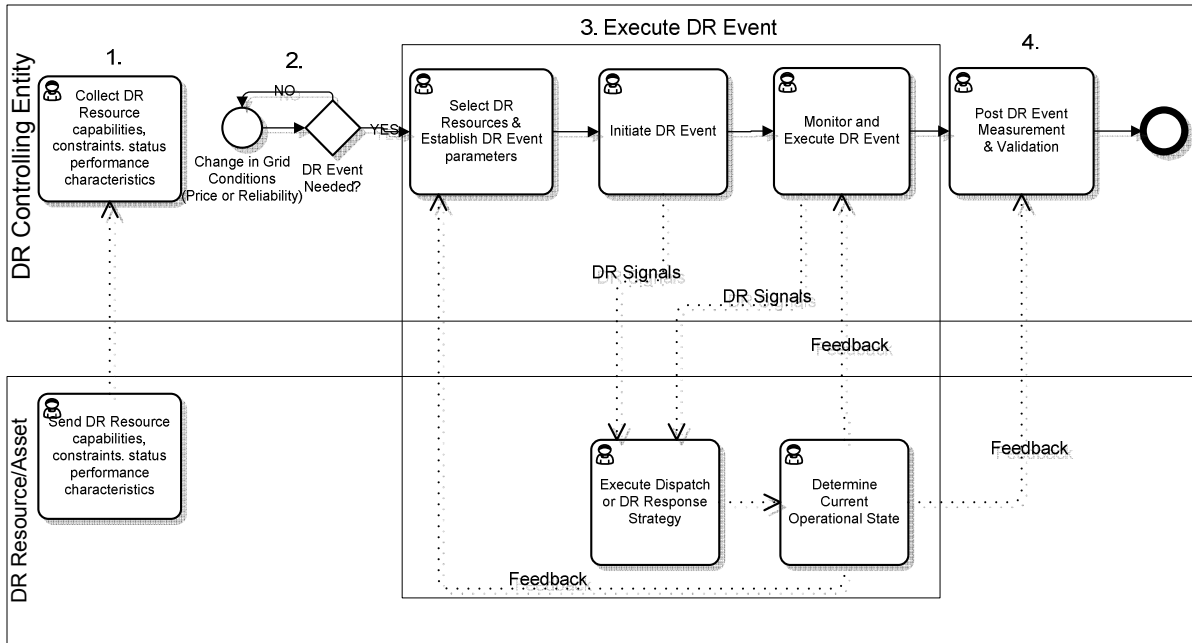 DR Controlling Entity
1.
Collect DR
Resource
capabilities,
constraints. status
performance
characteristics
2.
NO
Change in Grid
Conditions
(Price or Reliability)
DR Event
Needed?
YES
3. Execute DR Event
Select DR
Resources &
Establish DR Event
parameters
Initiate DR Event
Monitor and
Execute DR Event
4.
Post DR Event
Measurement
& Validation
DR Signals
DR Signals
Feedback
DR Resource/Asset
Send DR Resource
capabilities,
constraints. status
performance
characteristics
Execute Dispatch
or DR Response
Strategy
Determine
Current
Operational State
Feedback
Feedback